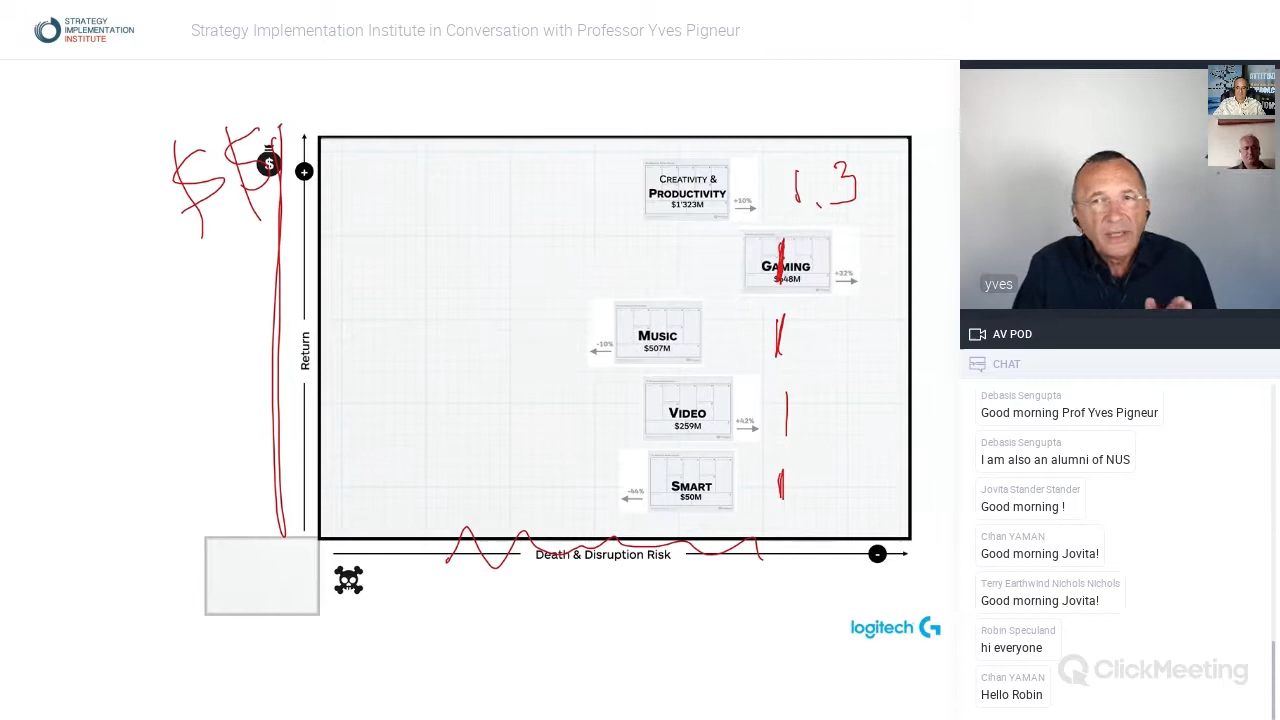 STRATEGY
IMPLEMENTATION
INSTITUTE
Strategy Implementation Institute in Conversation with Professor Yves Pigneur
$$
$
+
Return
CREATIVITY &
PRODUCTIVITY
$1'323M
+10%
1.3
GAMING
$648M
+22%
MUSIC
$507M
-10%
VIDEO
$259M
+42%
SMART
$50M
-44%
Death & Disruption Risk
-
logitech G
yves
AV POD
CHAT
Debasis Sengupta
Good morning Prof Yves Pigneur
Debasis Sengupta
I am also an alumni of NUS
Jovita Stander Stander
Good morning !
Cihan YAMAN
Good morning Jovita!
Terry Earthwind Nichols Nichols
Good morning Jovita!
Robin Speculand
hi everyone
Cihan YAMAN
Hello Robin
ClickMeeting